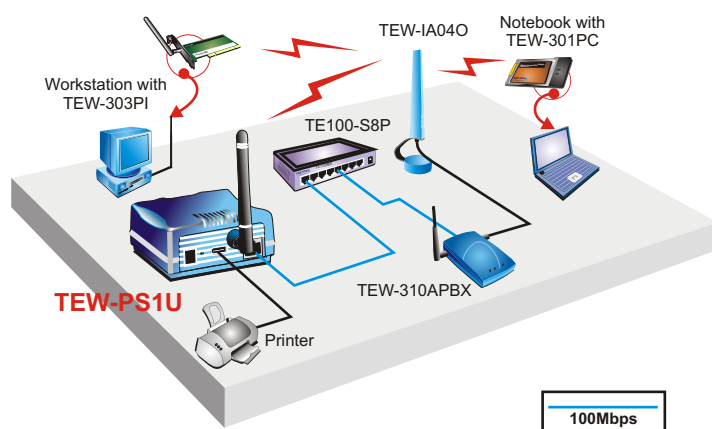 Notebook with
TEW-301PC
TEW-IA04O
Workstation with
TEW-303PI
TE100-S8P
TEW-310APBX
TEW-PS1U
Printer
100Mbps